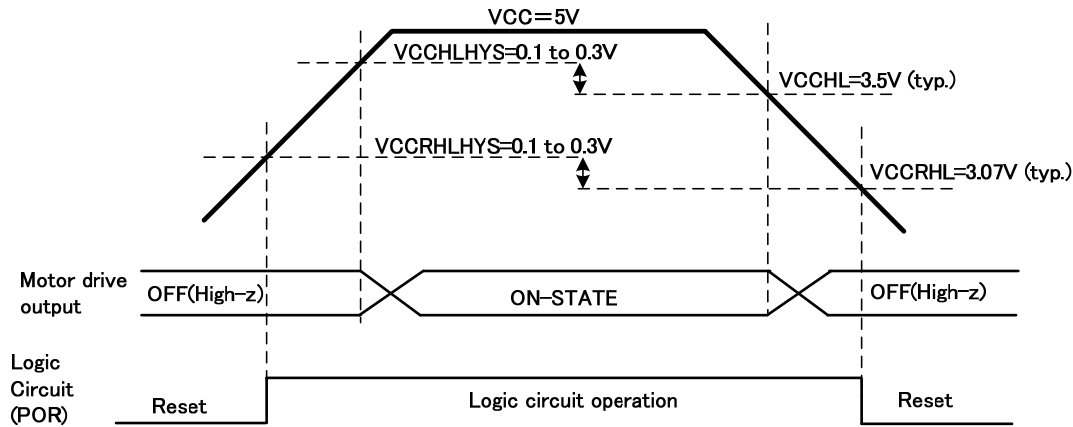 VCC=5V
VCCHLHYS=0.1 to 0.3V
VCCHL=3.5V (typ.)
VCCRHLHYS=0.1 to 0.3V
VCCRHL=3.07V (typ.)
Motor drive
output
OFF(High-z)
ON-STATE
OFF(High-z)
Logic
Circuit
(POR)
Reset
Logic circuit operation
Reset